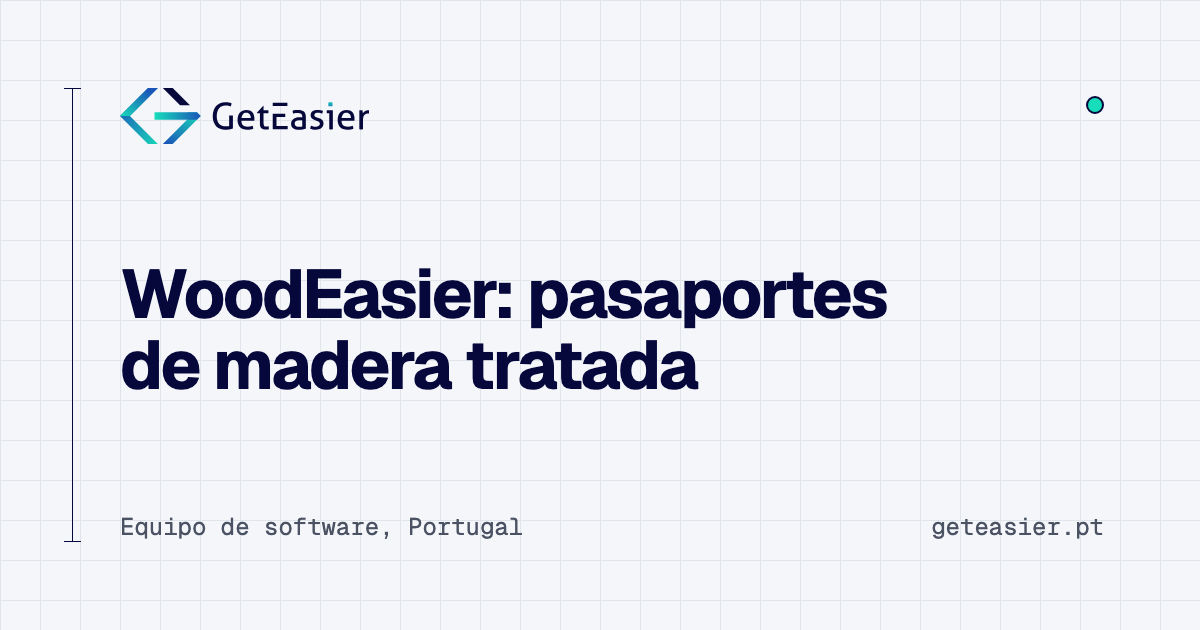 GetEasier
WoodEasier: pasaportes
de madera tratada
Equipo de software, Portugal
geteasier.pt